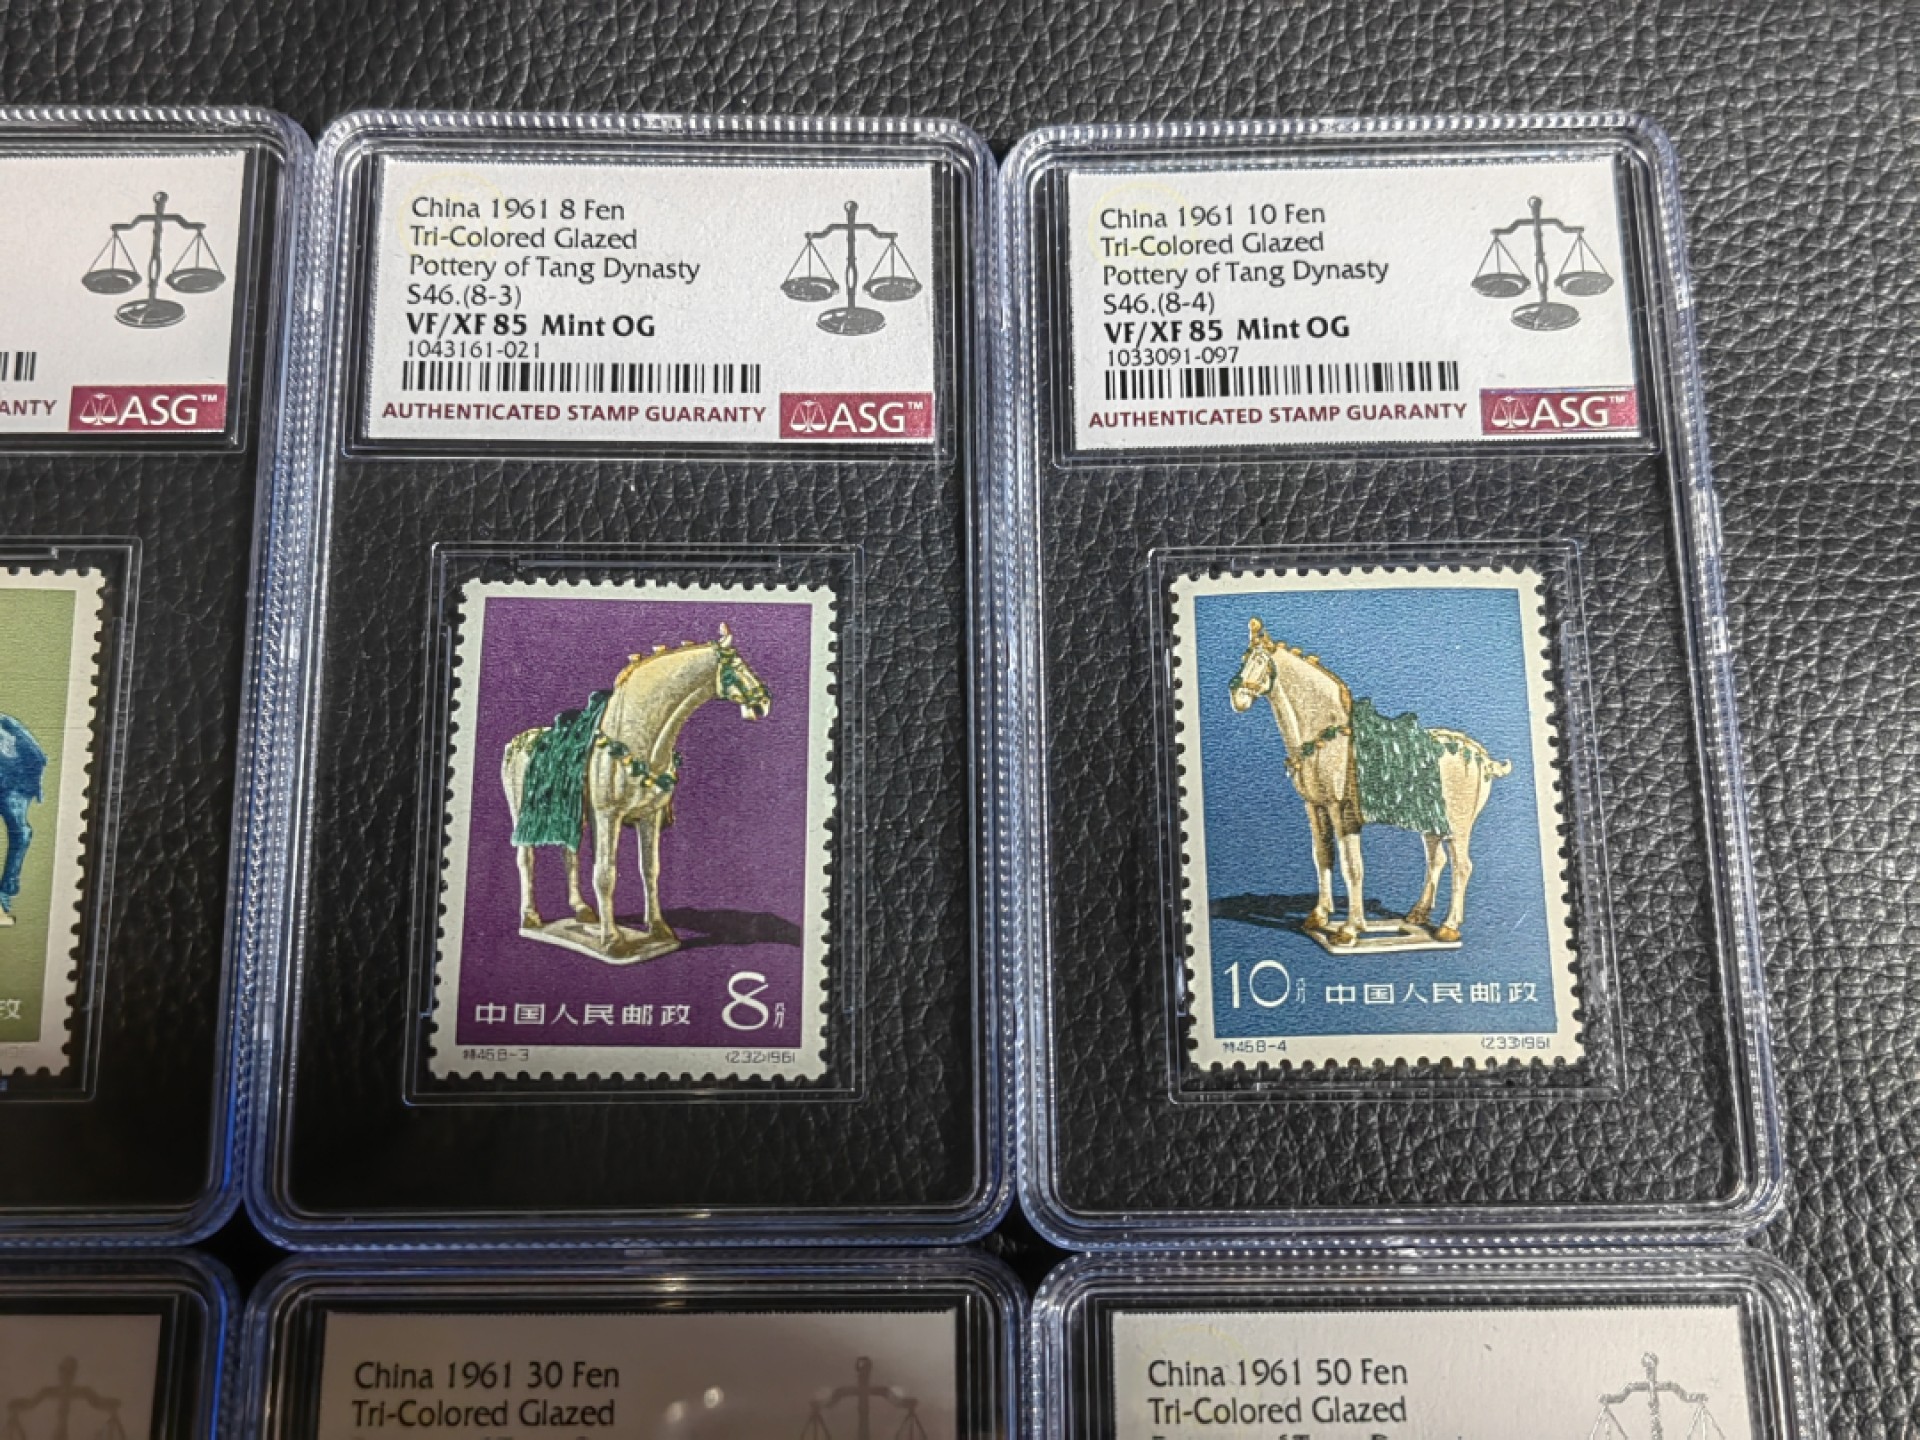 ANTY
ASG™
China 1961 8 Fen
Tri-Colored Glazed
Pottery of Tang Dynasty
S46.(8-3)
VF/XF 85 Mint OG
1043161-021
AUTHENTICATED STAMP GUARANTY
ASG™
China 1961 10 Fen
Tri-Colored Glazed
Pottery of Tang Dynasty
S46.(8-4)
VF/XF 85 Mint OG
1033091-097
AUTHENTICATED STAMP GUARANTY
ASG™
政
中国人民邮政 8分
特46.8-3 (232)1961
10分 中国人民邮政
特46.8-4 (233)1961
China 1961 30 Fen
Tri-Colored Glazed
China 1961 50 Fen
Tri-Colored Glazed